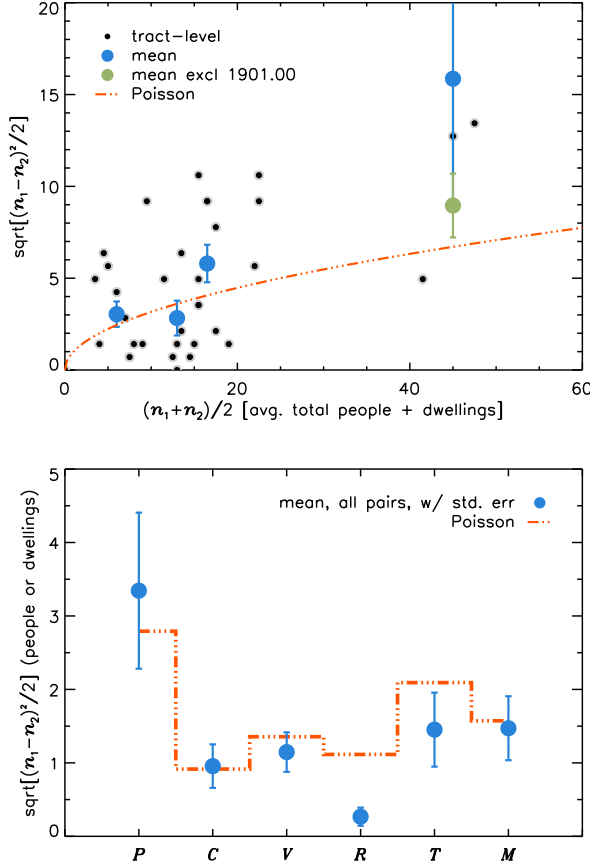 tract−level
mean
mean excl 1901.00
Poisson
sqrt[(n₁−n₂)²/2]
20
15
10
5
0
0 20 40 60
(n₁+n₂)/2 [avg. total people + dwellings]
mean, all pairs, w/ std. err
Poisson
sqrt[(n₁−n₂)²/2] (people or dwellings)
5
4
3
2
1
0
P C V R T M